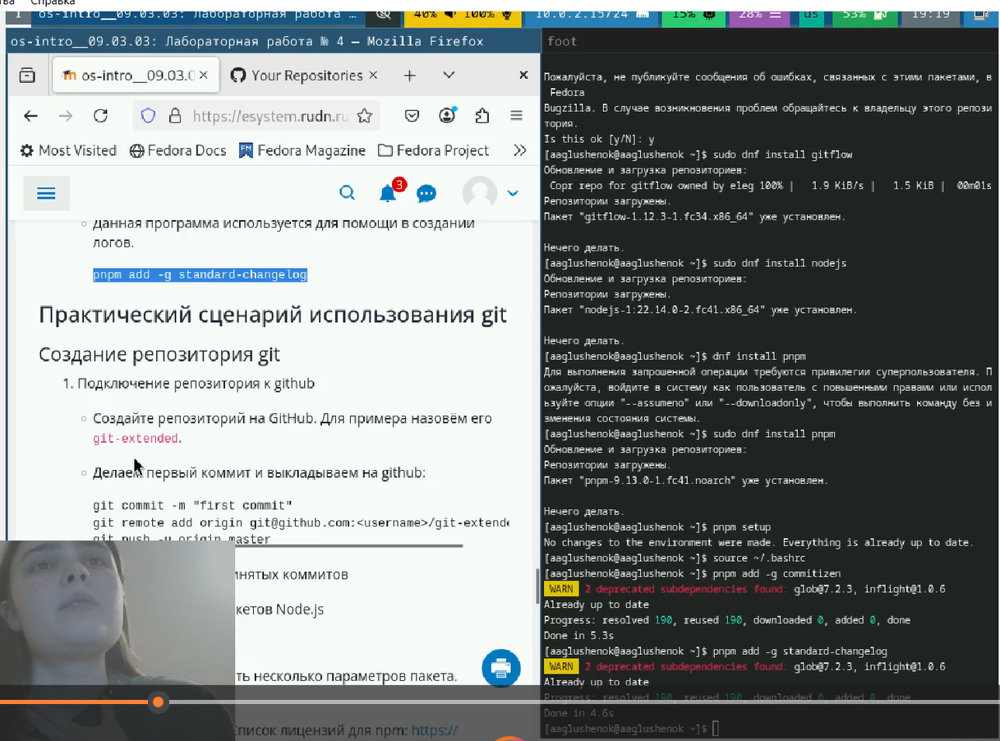 Справка
os-intro__09.03.03: Лабораторная работа …
40% 100%
10.0.2.15/24
15%
28%
us
53%
19:19
os-intro__09.03.03: Лабораторная работа № 4 — Mozilla Firefox
os-intro__09.03.0
Your Repositories
https://esystem.rudn.ru
Most Visited
Fedora Docs
Fedora Magazine
Fedora Project
3
Данная программа используется для помощи в создании
логов.
pnpm add -g standard-changelog
Практический сценарий использования git
Создание репозитория git
1. Подключение репозитория к github
Создайте репозиторий на GitHub. Для примера назовём его
git-extended.
Делаем первый коммит и выкладываем на github:
git commit -m "first commit"
git remote add origin git@github.com:<username>/git-extende
git push -u origin master
инятых коммитов
кетов Node.js
ть несколько параметров пакета.
Список лицензий для npm: https://
foot
Пожалуйста, не публикуйте сообщения об ошибках, связанных с этими пакетами, в
Fedora
Bugzilla. В случае возникновения проблем обращайтесь к владельцу этого репози
тория.
Is this ok [y/N]: y
[aaglushenok@aaglushenok ~]$ sudo dnf install gitflow
Обновление и загрузка репозиториев:
Copr repo for gitflow owned by eleg 100% | 1.9 KiB/s | 1.5 KiB | 00m01s
Репозитории загружены.
Пакет "gitflow-1.12.3-1.fc34.x86_64" уже установлен.
Нечего делать.
[aaglushenok@aaglushenok ~]$ sudo dnf install nodejs
Обновление и загрузка репозиториев:
Репозитории загружены.
Пакет "nodejs-1:22.14.0-2.fc41.x86_64" уже установлен.
Нечего делать.
[aaglushenok@aaglushenok ~]$ dnf install pnpm
Для выполнения запрошенной операции требуются привилегии суперпользователя. П
ожалуйста, войдите в систему как пользователь с повышенными правами или испол
ьзуйте опции "--assumeno" или "--downloadonly", чтобы выполнить команду без и
зменения состояния системы.
[aaglushenok@aaglushenok ~]$ sudo dnf install pnpm
Обновление и загрузка репозиториев:
Репозитории загружены.
Пакет "pnpm-9.13.0-1.fc41.noarch" уже установлен.
Нечего делать.
[aaglushenok@aaglushenok ~]$ pnpm setup
No changes to the environment were made. Everything is already up to date.
[aaglushenok@aaglushenok ~]$ source ~/.bashrc
[aaglushenok@aaglushenok ~]$ pnpm add -g commitizen
WARN 2 deprecated subdependencies found: glob@7.2.3, inflight@1.0.6
Already up to date
Progress: resolved 190, reused 190, downloaded 0, added 0, done
Done in 5.3s
[aaglushenok@aaglushenok ~]$ pnpm add -g standard-changelog
WARN 2 deprecated subdependencies found: glob@7.2.3, inflight@1.0.6
Already up to date
Progress: resolved 190, reused 190, downloaded 0, added 0, done
Done in 4.6s
[aaglushenok@aaglushenok ~]$